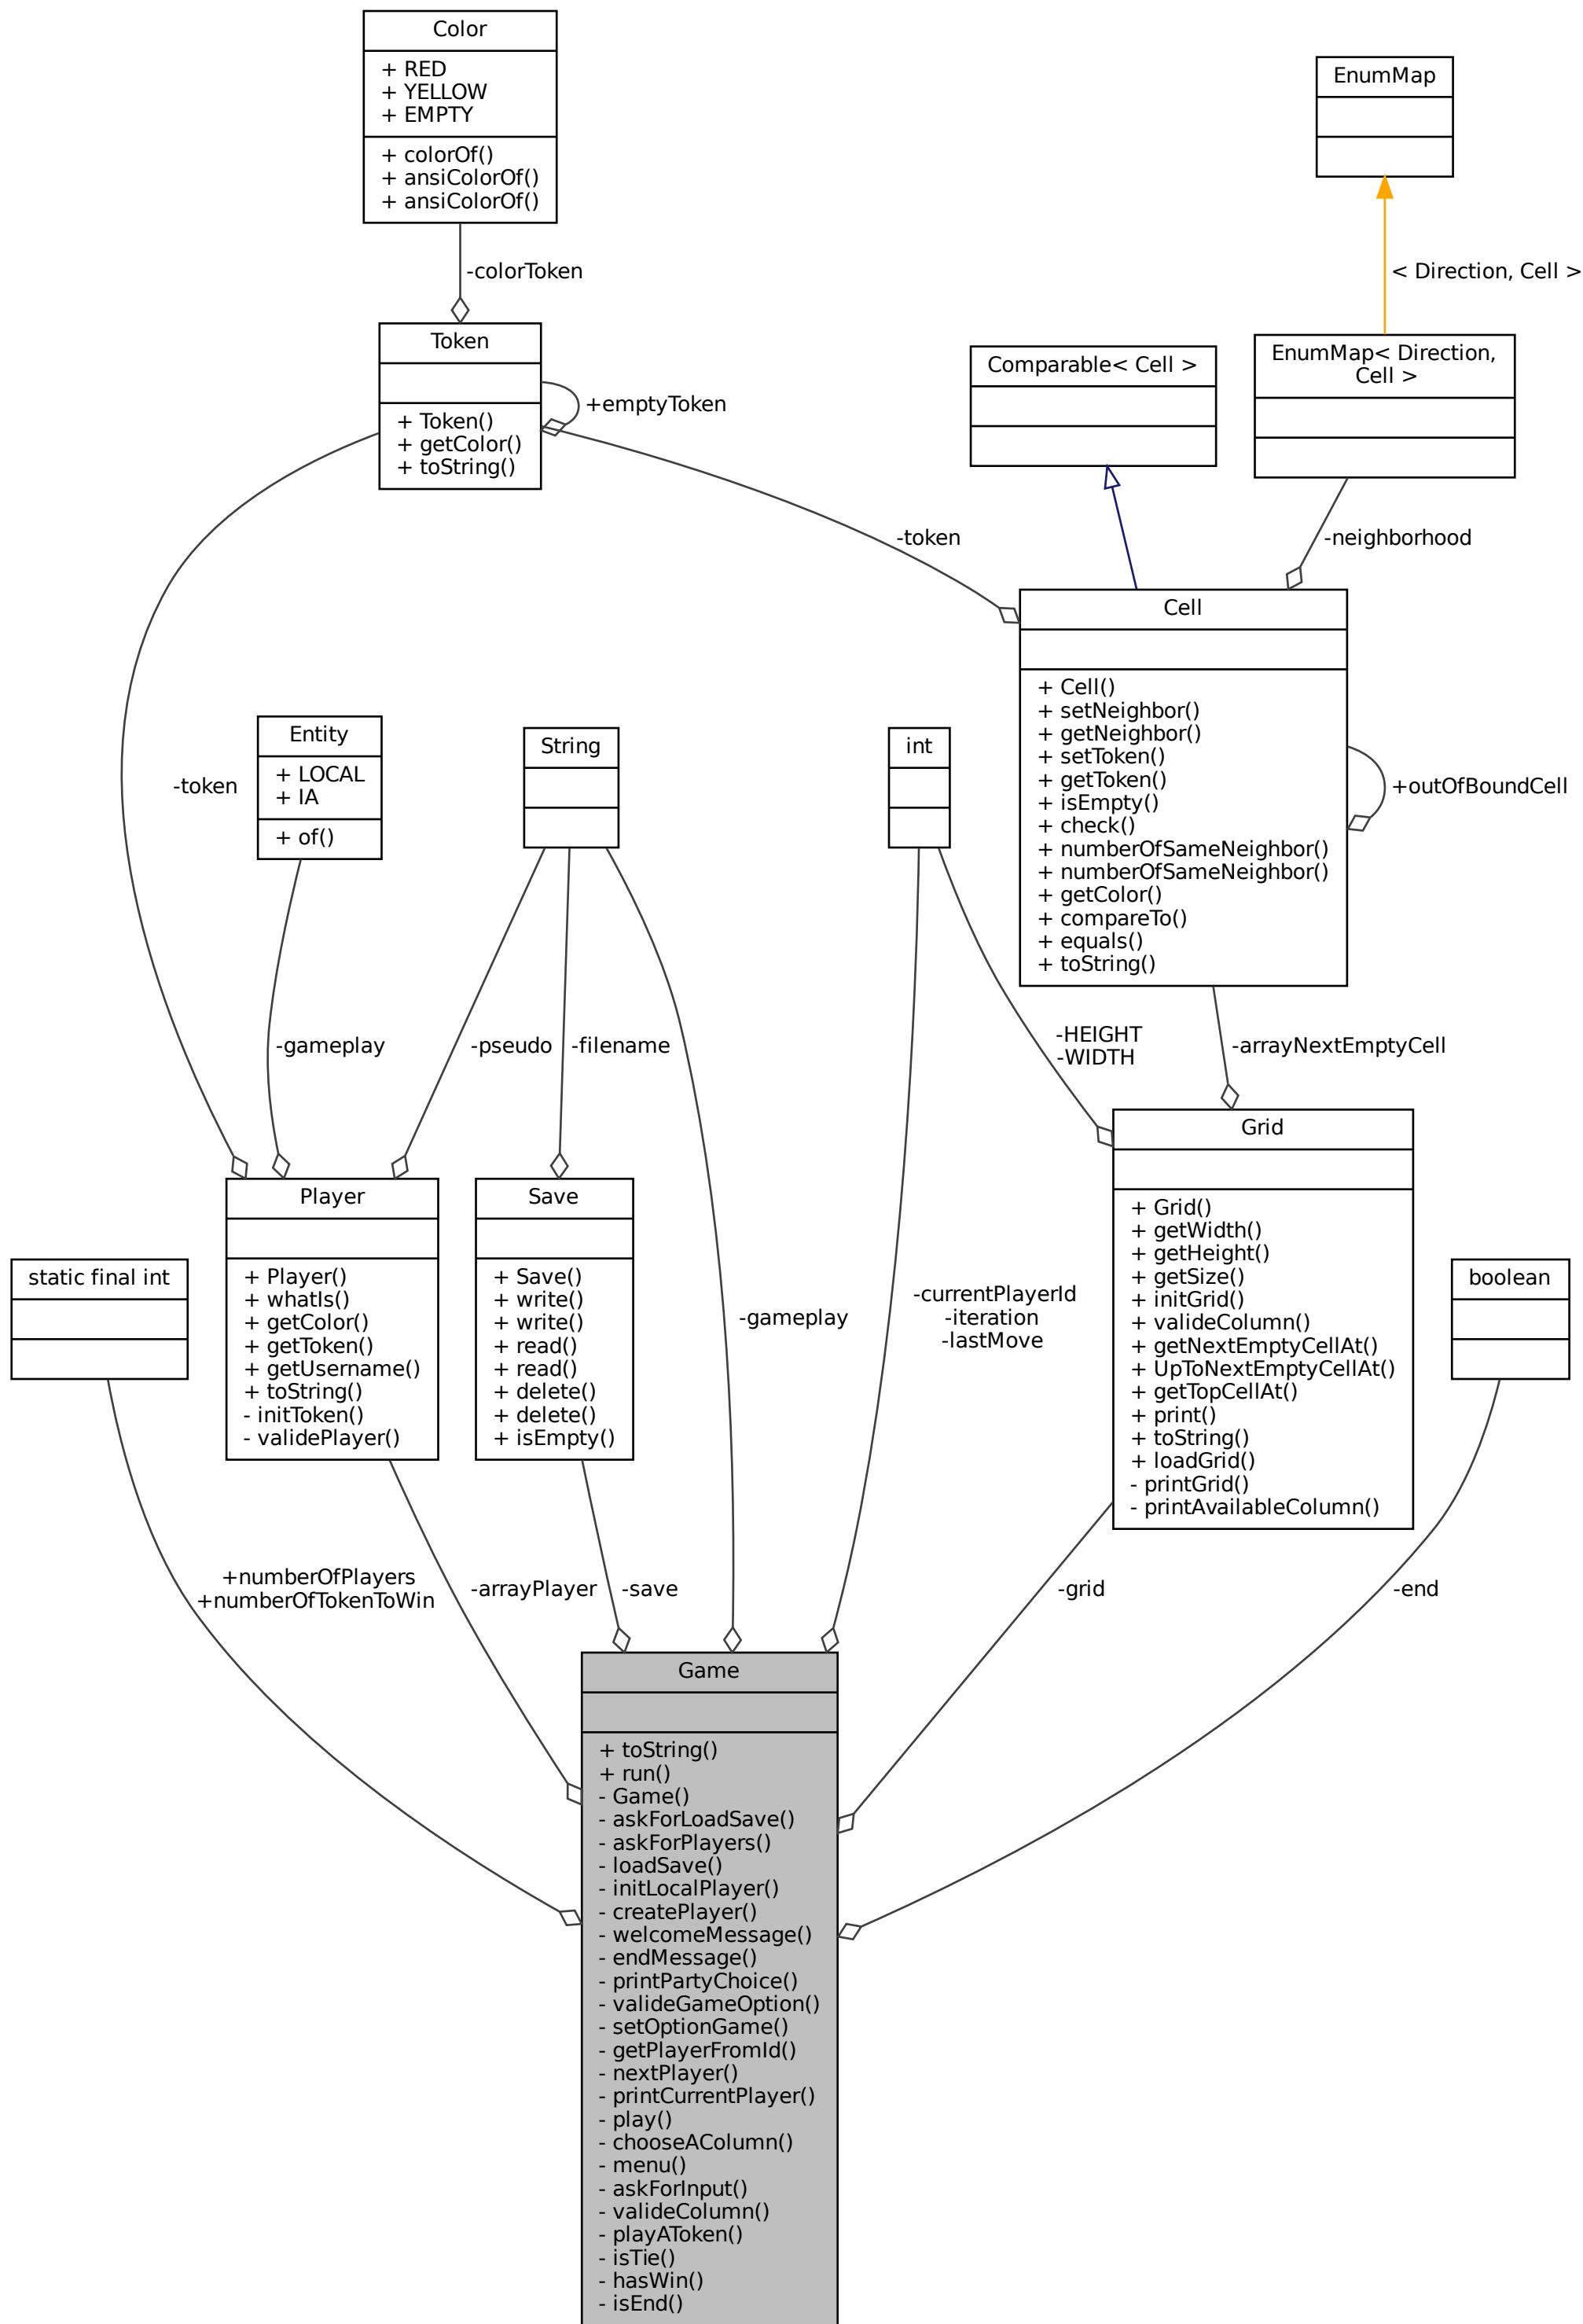 Color
+ RED
+ YELLOW
+ EMPTY
+ colorOf()
+ ansiColorOf()
+ ansiColorOf()
EnumMap
-colorToken
< Direction, Cell >
Token
+ Token()
+ getColor()
+ toString()
+emptyToken
Comparable< Cell >
EnumMap< Direction,
Cell >
-token
-neighborhood
Cell
+ Cell()
+ setNeighbor()
+ getNeighbor()
+ setToken()
+ getToken()
+ isEmpty()
+ check()
+ numberOfSameNeighbor()
+ numberOfSameNeighbor()
+ getColor()
+ compareTo()
+ equals()
+ toString()
+outOfBoundCell
-token
Entity
+ LOCAL
+ IA
+ of()
String
int
-gameplay
-pseudo
-filename
-HEIGHT
-WIDTH
-arrayNextEmptyCell
Player
+ Player()
+ whatIs()
+ getColor()
+ getToken()
+ getUsername()
+ toString()
- initToken()
- validePlayer()
Save
+ Save()
+ write()
+ write()
+ read()
+ read()
+ delete()
+ delete()
+ isEmpty()
Grid
+ Grid()
+ getWidth()
+ getHeight()
+ getSize()
+ initGrid()
+ valideColumn()
+ getNextEmptyCellAt()
+ UpToNextEmptyCellAt()
+ getTopCellAt()
+ print()
+ toString()
+ loadGrid()
- printGrid()
- printAvailableColumn()
static final int
boolean
-gameplay
-currentPlayerId
-iteration
-lastMove
+numberOfPlayers
+numberOfTokenToWin
-arrayPlayer
-save
-grid
-end
Game
+ toString()
+ run()
- Game()
- askForLoadSave()
- askForPlayers()
- loadSave()
- initLocalPlayer()
- createPlayer()
- welcomeMessage()
- endMessage()
- printPartyChoice()
- valideGameOption()
- setOptionGame()
- getPlayerFromId()
- nextPlayer()
- printCurrentPlayer()
- play()
- chooseAColumn()
- menu()
- askForInput()
- valideColumn()
- playAToken()
- isTie()
- hasWin()
- isEnd()